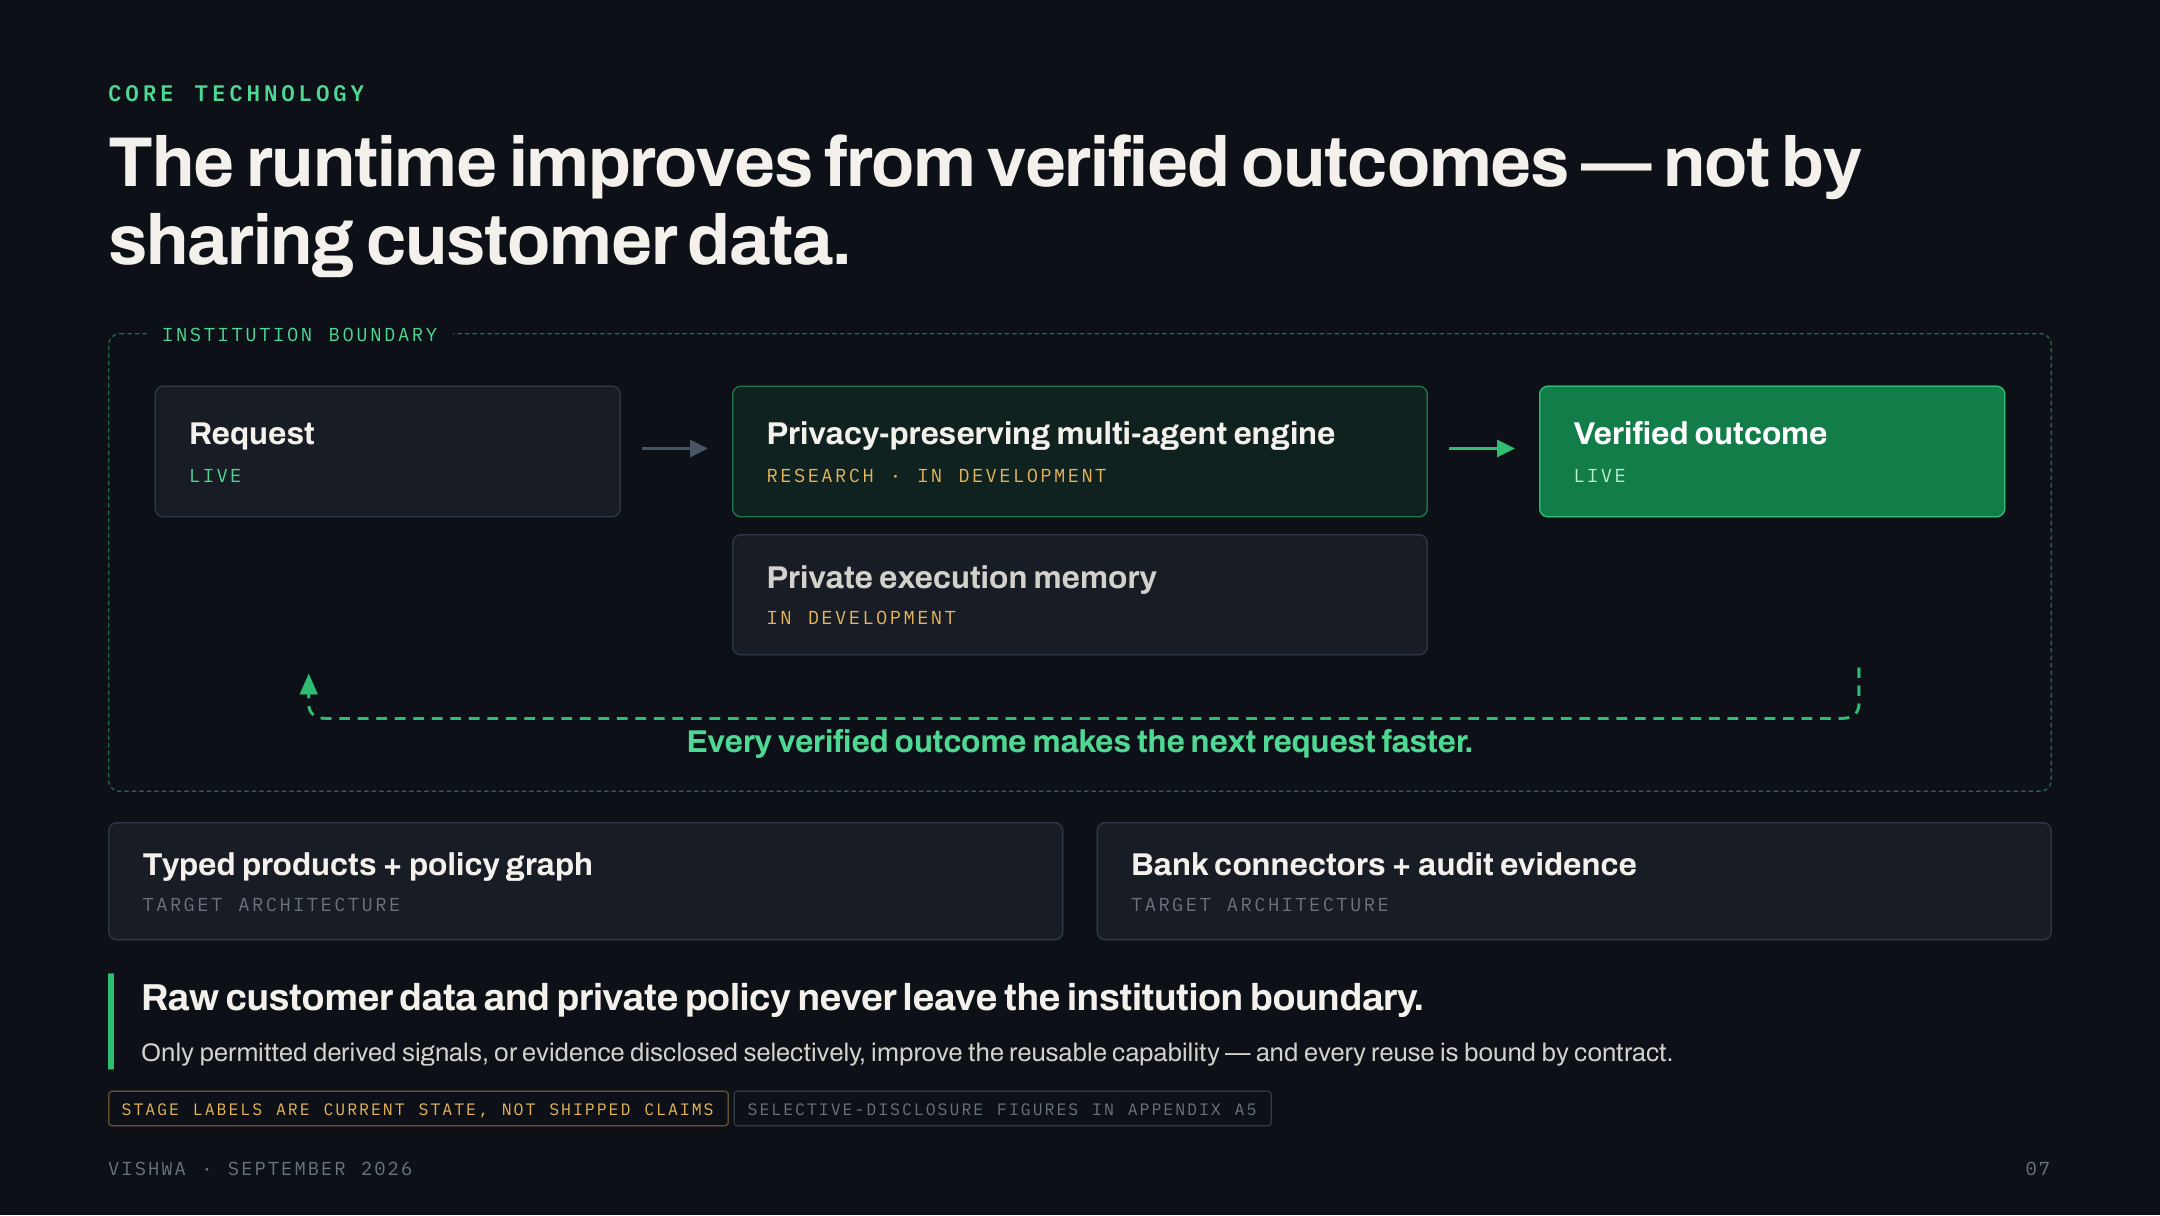 CORE TECHNOLOGY
The runtime improves from verified outcomes — not by
sharing customer data.
INSTITUTION BOUNDARY
Request
LIVE
Privacy-preserving multi-agent engine
RESEARCH · IN DEVELOPMENT
Verified outcome
LIVE
Private execution memory
IN DEVELOPMENT
Every verified outcome makes the next request faster.
Typed products + policy graph
TARGET ARCHITECTURE
Bank connectors + audit evidence
TARGET ARCHITECTURE
Raw customer data and private policy never leave the institution boundary.
Only permitted derived signals, or evidence disclosed selectively, improve the reusable capability — and every reuse is bound by contract.
STAGE LABELS ARE CURRENT STATE, NOT SHIPPED CLAIMS
SELECTIVE-DISCLOSURE FIGURES IN APPENDIX A5
VISHWA · SEPTEMBER 2026
07